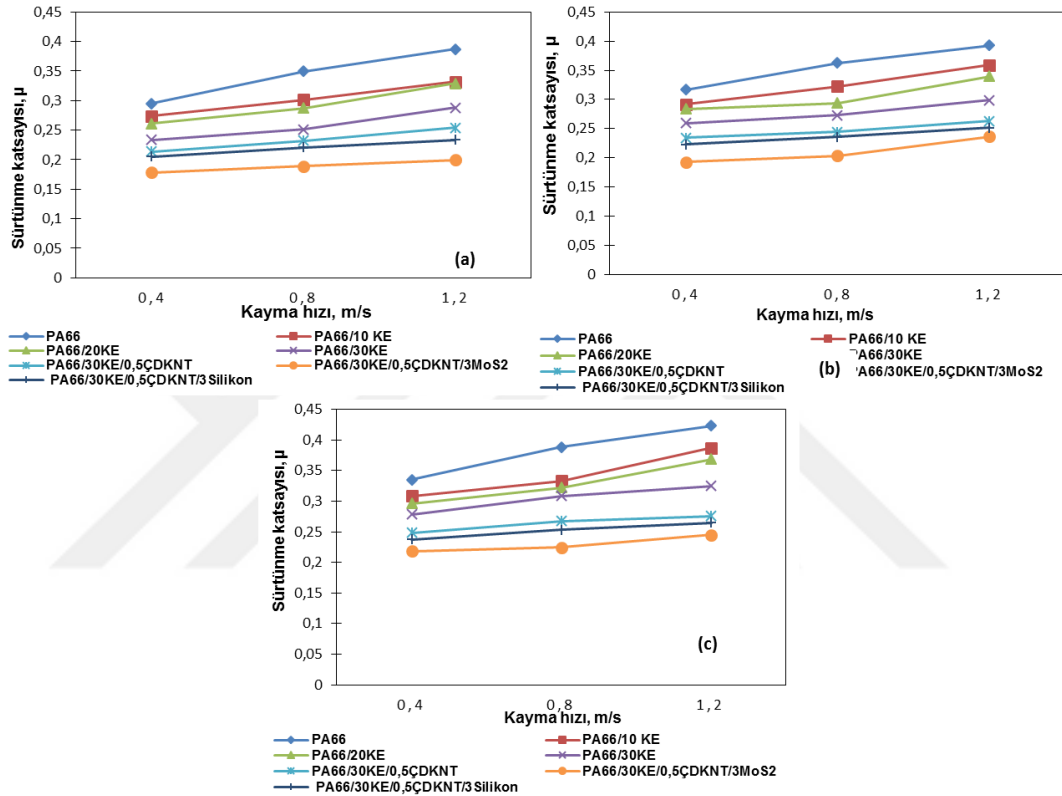 Sürtünme katsayısı, µ
0,45
0,4
0,35
0,3
0,25
0,2
0,15
0,1
0,05
0
0,4 0,8 1,2
Kayma hızı, m/s
(a)
PA66 PA66/10 KE
PA66/20KE PA66/30KE
PA66/30KE/0,5ÇDKNT PA66/30KE/0,5ÇDKNT/3MoS2
PA66/30KE/0,5ÇDKNT/3Silikon
Sürtünme katsayısı, µ
0,45
0,4
0,35
0,3
0,25
0,2
0,15
0,1
0,05
0
0,4 0,8 1,2
Kayma hızı, m/s
PA66 PA66/10 KE
PA66/20KE PA66/30KE
PA66/30KE/0,5ÇDKNT (b) PA66/30KE/0,5ÇDKNT/3MoS2
PA66/30KE/0,5ÇDKNT/3Silikon
Sürtünme katsayısı, µ
0,45
0,4
0,35
0,3
0,25
0,2
0,15
0,1
0,05
0
0,4 0,8 1,2
Kayma hızı, m/s
(c)
PA66 PA66/10 KE
PA66/20KE PA66/30KE
PA66/30KE/0,5ÇDKNT PA66/30KE/0,5ÇDKNT/3MoS2
PA66/30KE/0,5ÇDKNT/3Silikon